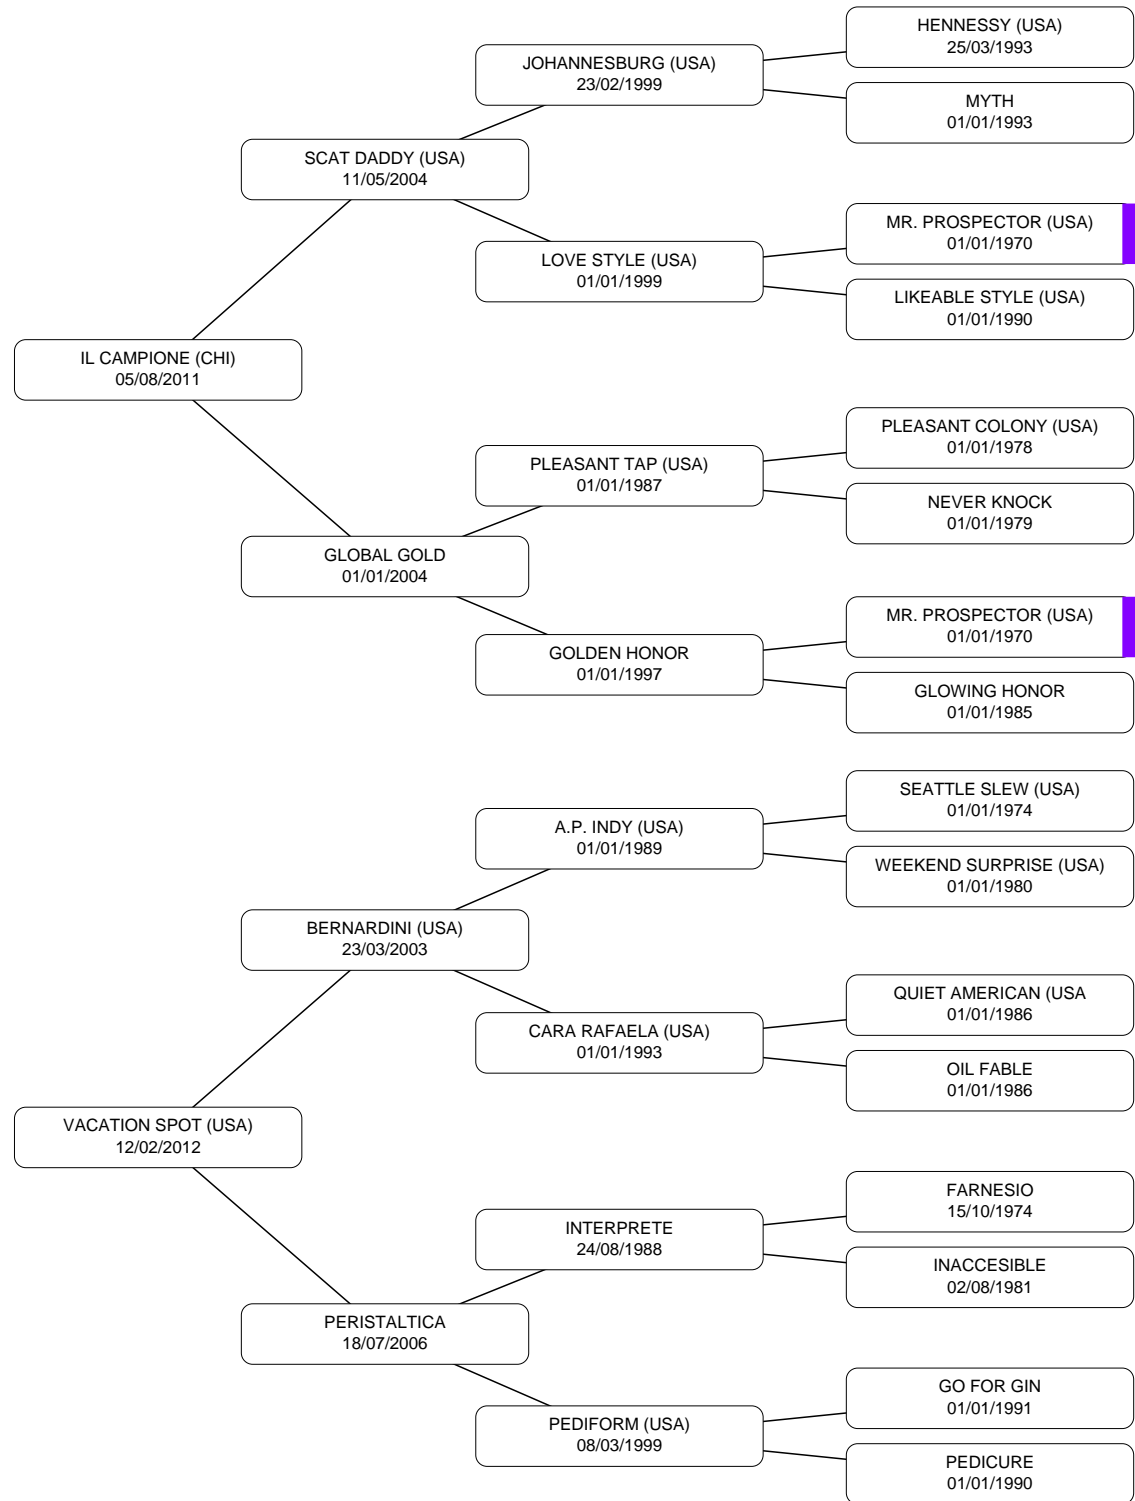 HENNESSY (USA)
25/03/1993
JOHANNESBURG (USA)
23/02/1999
MYTH
01/01/1993
SCAT DADDY (USA)
11/05/2004
MR. PROSPECTOR (USA)
01/01/1970
LOVE STYLE (USA)
01/01/1999
LIKEABLE STYLE (USA)
01/01/1990
IL CAMPIONE (CHI)
05/08/2011
PLEASANT COLONY (USA)
01/01/1978
PLEASANT TAP (USA)
01/01/1987
NEVER KNOCK
01/01/1979
GLOBAL GOLD
01/01/2004
MR. PROSPECTOR (USA)
01/01/1970
GOLDEN HONOR
01/01/1997
GLOWING HONOR
01/01/1985
SEATTLE SLEW (USA)
01/01/1974
A.P. INDY (USA)
01/01/1989
WEEKEND SURPRISE (USA)
01/01/1980
BERNARDINI (USA)
23/03/2003
QUIET AMERICAN (USA
01/01/1986
CARA RAFAELA (USA)
01/01/1993
OIL FABLE
01/01/1986
VACATION SPOT (USA)
12/02/2012
FARNESIO
15/10/1974
INTERPRETE
24/08/1988
INACCESIBLE
02/08/1981
PERISTALTICA
18/07/2006
GO FOR GIN
01/01/1991
PEDIFORM (USA)
08/03/1999
PEDICURE
01/01/1990